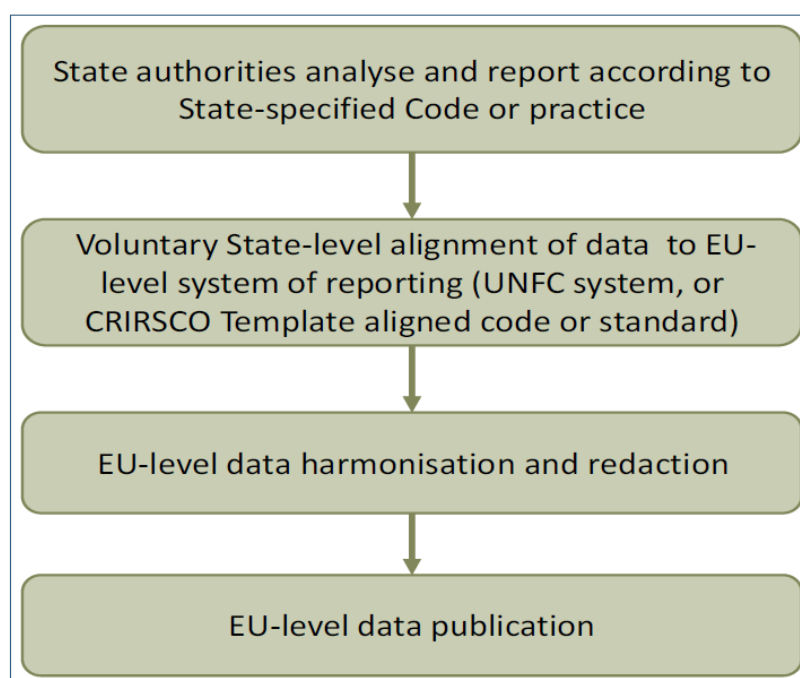 State authorities analyse and report according to
State-specified Code or practice
Voluntary State-level alignment of data  to EU-
level system of reporting (UNFC system, or
CRIRSCO Template aligned code or standard)
EU-level data harmonisation and redaction
EU-level data publication